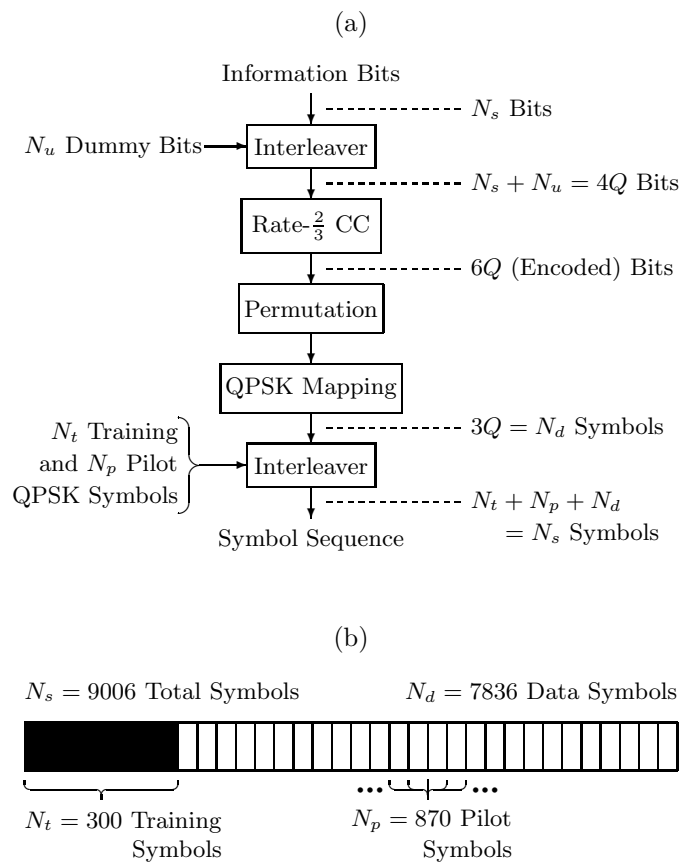 (a)
Information Bits
N_s Bits
N_u Dummy Bits
Interleaver
N_s + N_u = 4Q Bits
Rate-2/3 CC
6Q (Encoded) Bits
Permutation
QPSK Mapping
3Q = N_d Symbols
N_t Training
and N_p Pilot
QPSK Symbols
Interleaver
N_t + N_p + N_d
= N_s Symbols
Symbol Sequence
(b)
N_s = 9006 Total Symbols
N_d = 7836 Data Symbols
N_t = 300 Training
Symbols
N_p = 870 Pilot
Symbols